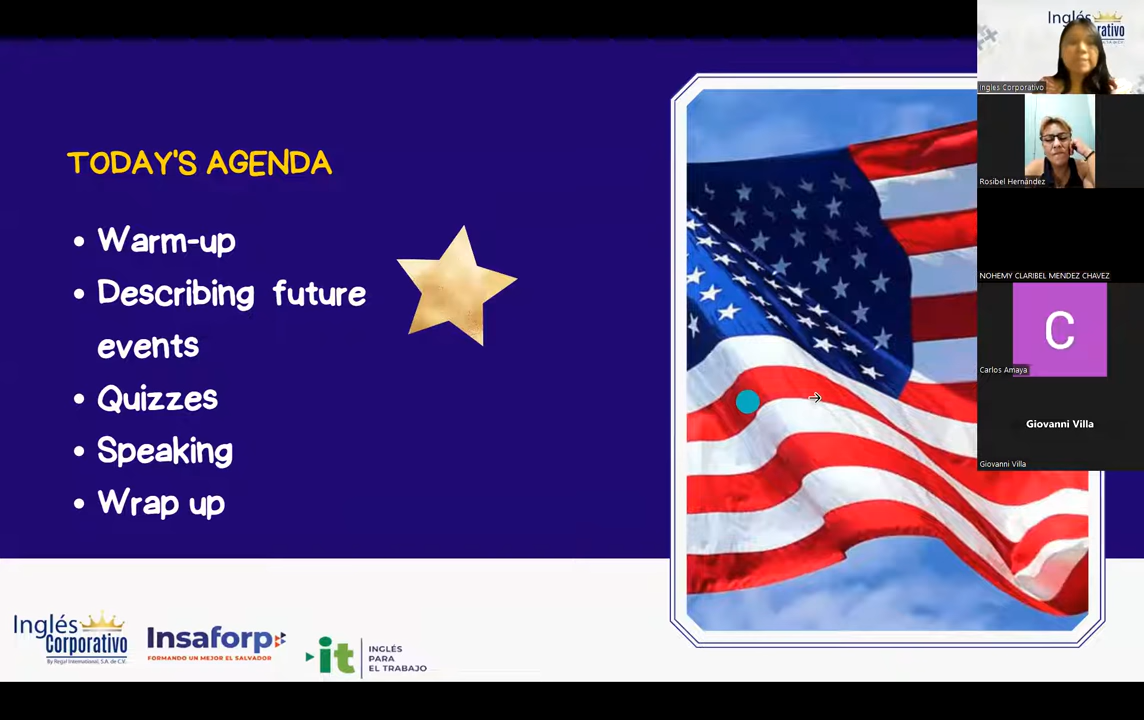 TODAY'S AGENDA
• Warm-up
• Describing future
events
• Quizzes
• Speaking
• Wrap up
Inglés
Corporativo
By Regal International, S.A. de C.V.
Insaforp
FORMANDO UN MEJOR EL SALVADOR
it
INGLÉS
PARA
EL TRABAJO
Inglés
Ingles Corporativo
Rosibel Hernández
NOHEMY CLARIBEL MENDEZ CHAVEZ
C
Carlos Amaya
Giovanni Villa
Giovanni Villa